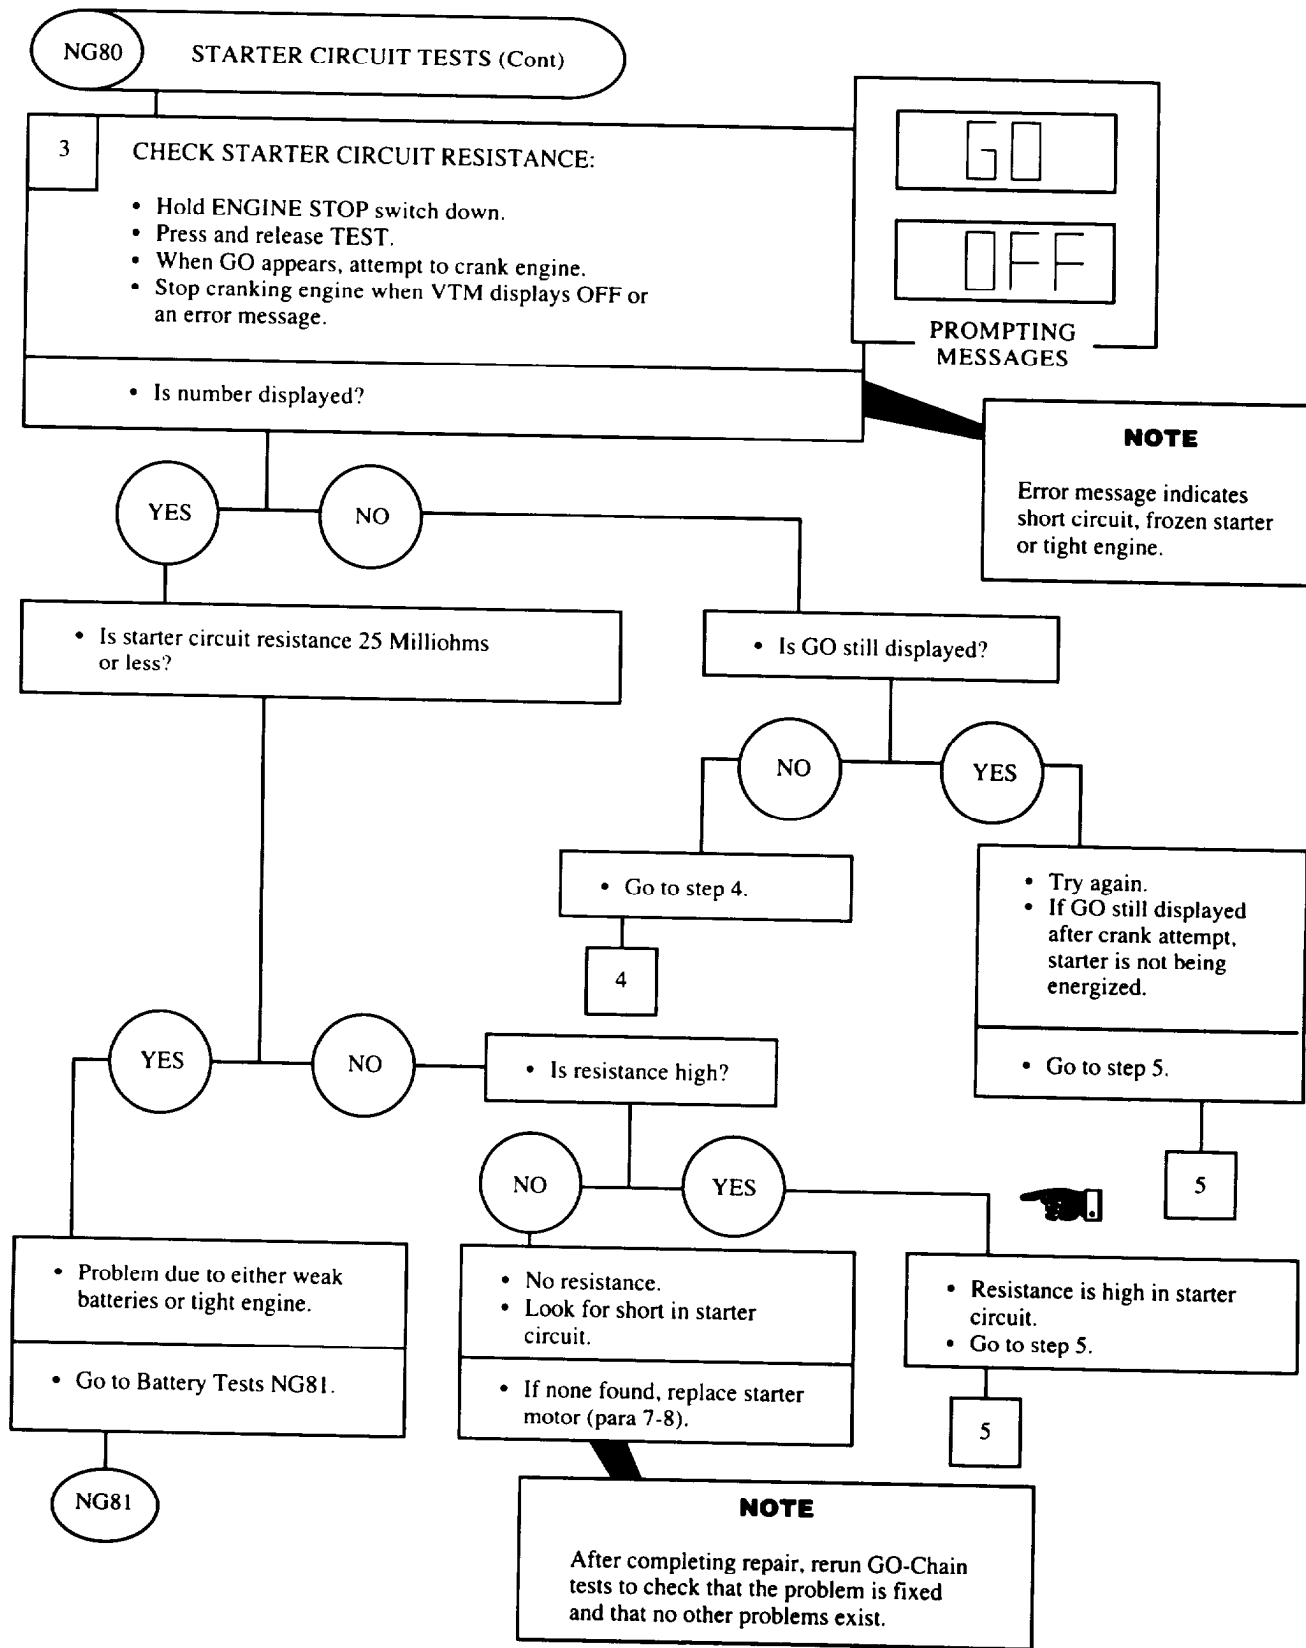 NG80
STARTER CIRCUIT TESTS (Cont)
3
CHECK STARTER CIRCUIT RESISTANCE:
• Hold ENGINE STOP switch down.
• Press and release TEST.
• When GO appears, attempt to crank engine.
• Stop cranking engine when VTM displays OFF or
an error message.
• Is number displayed?
GO
OFF
PROMPTING
MESSAGES
NOTE
Error message indicates
short circuit, frozen starter
or tight engine.
YES
NO
• Is starter circuit resistance 25 Milliohms
or less?
• Is GO still displayed?
NO
YES
• Go to step 4.
4
• Try again.
• If GO still displayed
after crank attempt,
starter is not being
energized.
• Go to step 5.
5
YES
NO
• Is resistance high?
NO
YES
• Problem due to either weak
batteries or tight engine.
• Go to Battery Tests NG81.
NG81
• No resistance.
• Look for short in starter
circuit.
• If none found, replace starter
motor (para 7-8).
• Resistance is high in starter
circuit.
• Go to step 5.
5
NOTE
After completing repair, rerun GO-Chain
tests to check that the problem is fixed
and that no other problems exist.